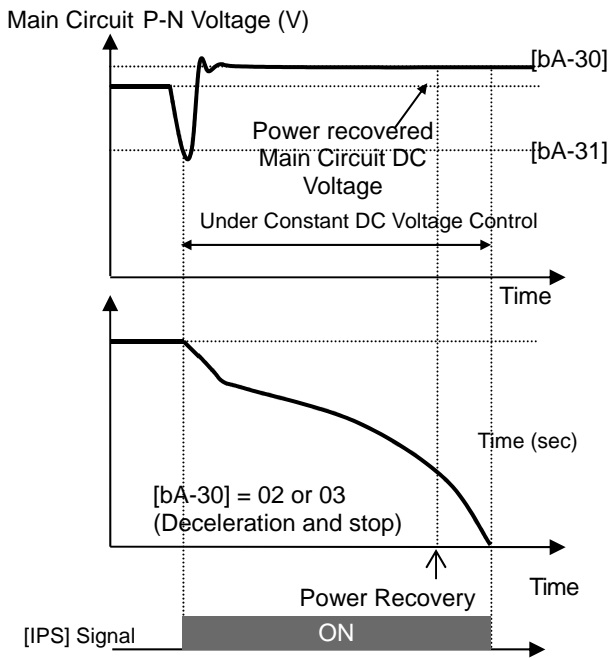 Main Circuit P-N Voltage (V)
[bA-30]
Power recovered
Main Circuit DC
Voltage
[bA-31]
Under Constant DC Voltage Control
Time
Time (sec)
[bA-30] = 02 or 03
(Deceleration and stop)
Time
Power Recovery
[IPS] Signal
ON